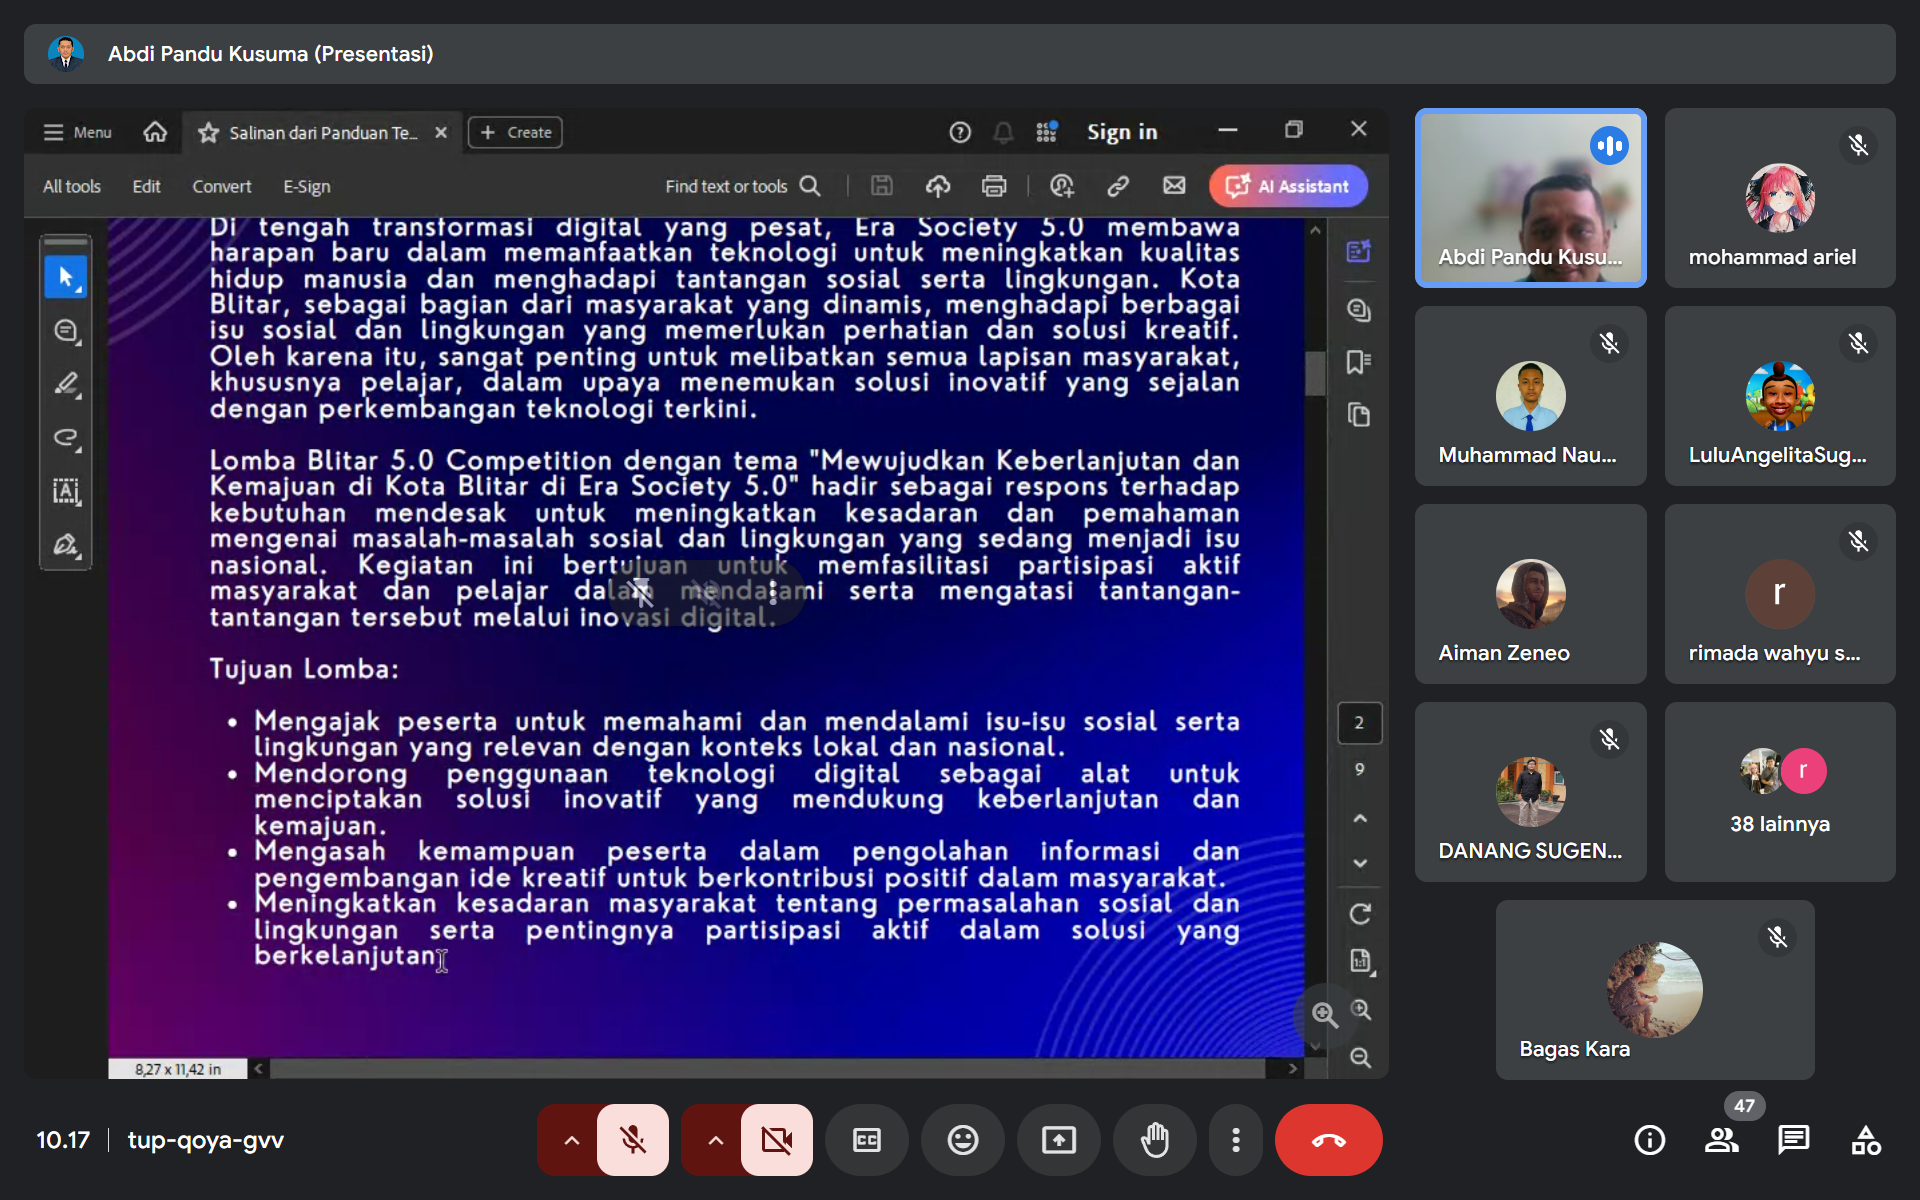 Abdi Pandu Kusuma (Presentasi)
Menu
Salinan dari Panduan Te...
Create
Sign in
All tools
Edit
Convert
E-Sign
Find text or tools
AI Assistant
Di tengah transformasi digital yang pesat, Era Society 5.0 membawa
harapan baru dalam memanfaatkan teknologi untuk meningkatkan kualitas
hidup manusia dan menghadapi tantangan sosial serta lingkungan. Kota
Blitar, sebagai bagian dari masyarakat yang dinamis, menghadapi berbagai
isu sosial dan lingkungan yang memerlukan perhatian dan solusi kreatif.
Oleh karena itu, sangat penting untuk melibatkan semua lapisan masyarakat,
khususnya pelajar, dalam upaya menemukan solusi inovatif yang sejalan
dengan perkembangan teknologi terkini.
Lomba Blitar 5.0 Competition dengan tema "Mewujudkan Keberlanjutan dan
Kemajuan di Kota Blitar di Era Society 5.0" hadir sebagai respons terhadap
kebutuhan mendesak untuk meningkatkan kesadaran dan pemahaman
mengenai masalah-masalah sosial dan lingkungan yang sedang menjadi isu
nasional. Kegiatan ini bertujuan untuk memfasilitasi partisipasi aktif
masyarakat dan pelajar dalam mendalami serta mengatasi tantangan-
tantangan tersebut melalui inovasi digital.
Tujuan Lomba:
• Mengajak peserta untuk memahami dan mendalami isu-isu sosial serta
lingkungan yang relevan dengan konteks lokal dan nasional.
• Mendorong penggunaan teknologi digital sebagai alat untuk
menciptakan solusi inovatif yang mendukung keberlanjutan dan
kemajuan.
• Mengasah kemampuan peserta dalam pengolahan informasi dan
pengembangan ide kreatif untuk berkontribusi positif dalam masyarakat.
• Meningkatkan kesadaran masyarakat tentang permasalahan sosial dan
lingkungan serta pentingnya partisipasi aktif dalam solusi yang
berkelanjutan.
2
9
8,27 x 11,42 in
Abdi Pandu Kusu...
mohammad ariel
Muhammad Nau...
LuluAngelitaSug...
Aiman Zeneo
r
rimada wahyu s...
DANANG SUGEN...
r
38 lainnya
Bagas Kara
10.17
tup-qoya-gvv
47